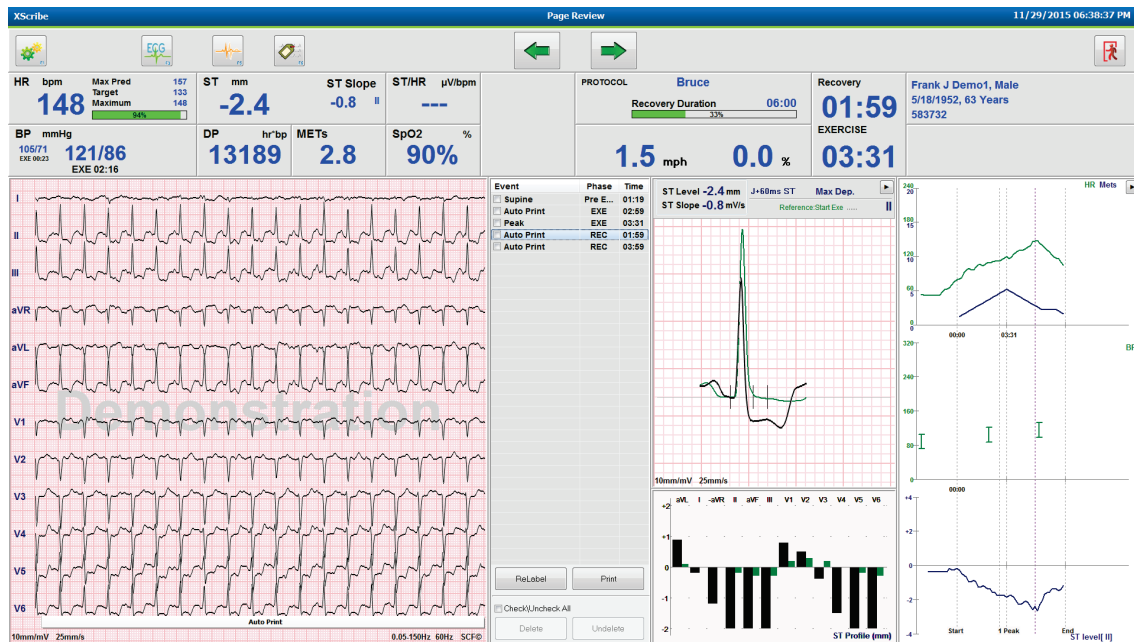 XScribe Page Review 11/29/2015 06:38:37 PM
ECG
HR bpm Max Pred 157
Target 133
Maximum 148
148 94%
ST mm ST Slope
-2.4 -0.8 II
ST/HR µV/bpm
---
PROTOCOL Bruce
Recovery Duration 06:00
33%
Recovery
01:59
EXERCISE
03:31
Frank J Demo1, Male
5/18/1952, 63 Years
583732
BP mmHg
105/71 121/86
EXE 00:23 EXE 02:16
DP hr*bp
13189
METs
2.8
SpO2 %
90%
1.5 mph 0.0 %
I
II
III
aVR
aVL
aVF
Demonstration
V1
V2
V3
V4
V5
V6
Auto Print
10mm/mV 25mm/s 0.05-150Hz 60Hz SCF©
Event Phase Time
Supine Pre E... 01:19
Auto Print EXE 02:59
Peak EXE 03:31
Auto Print REC 01:59
Auto Print REC 03:59
ReLabel Print
Check\Uncheck All
Delete Undelete
ST Level -2.4 mm J+60ms ST Max Dep.
ST Slope -0.8 mV/s Reference:Start Exe ..... II
10mm/mV 25mm/s
aVL I -aVR II aVF III V1 V2 V3 V4 V5 V6
+2
+1
0
-1
-2
ST Profile (mm)
HR Mets
240
20
180
15
120
10
60
5
0
0
00:00 03:31
BP
320
240
160
80
0
00:00
+4
+2
0
-2
-4
Start 1 Peak End
ST level[ II]